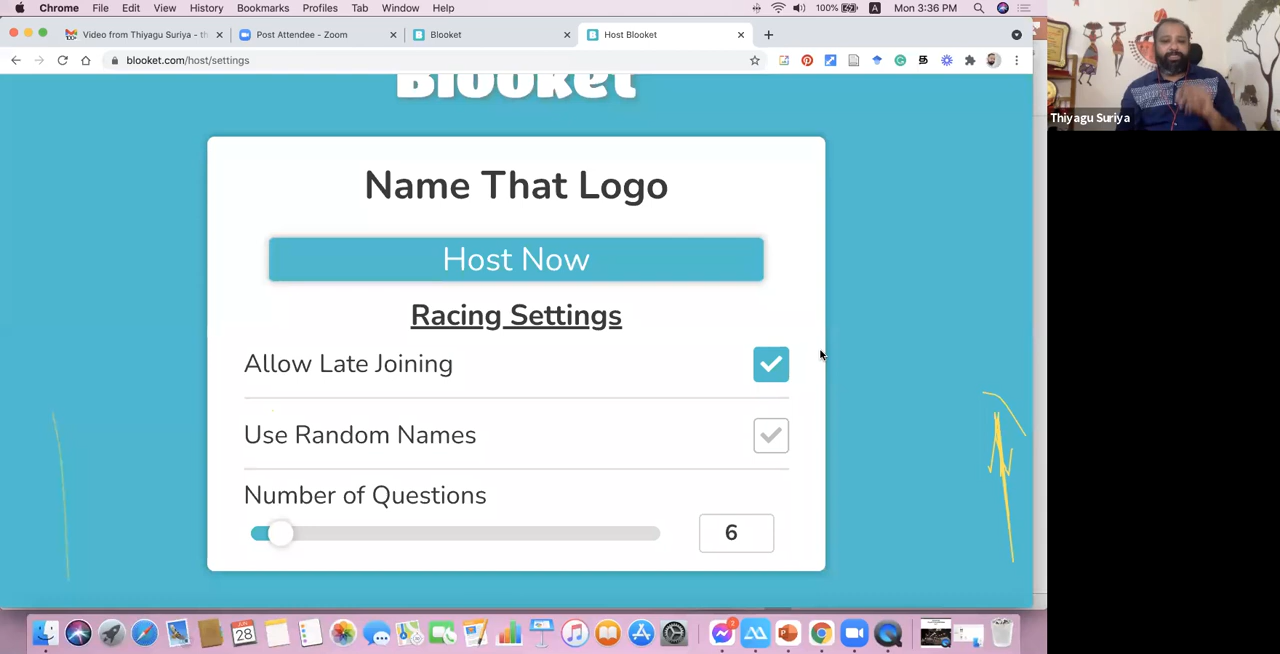 Chrome File Edit View History Bookmarks Profiles Tab Window Help
100% A Mon 3:36 PM
Video from Thiyagu Suriya - th
Post Attendee - Zoom
Blooket
Host Blooket
blooket.com/host/settings
Blooket
Name That Logo
Host Now
Racing Settings
Allow Late Joining
Use Random Names
Number of Questions
6
Thiyagu Suriya
28
2